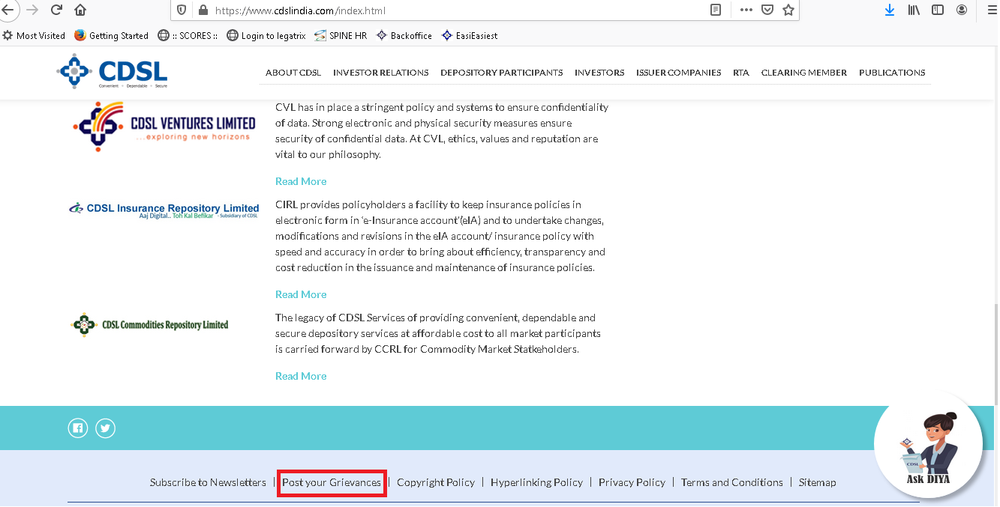 https://www.cdslindia.com/index.html
Most Visited Getting Started :: SCORES :: Login to legatrix SPINE HR Backoffice EasiEasiest
CDSL
Convenient • Dependable • Secure
ABOUT CDSL INVESTOR RELATIONS DEPOSITORY PARTICIPANTS INVESTORS ISSUER COMPANIES RTA CLEARING MEMBER PUBLICATIONS
CDSL VENTURES LIMITED
...exploring new horizons
CVL has in place a stringent policy and systems to ensure confidentiality
of data. Strong electronic and physical security measures ensure
security of confidential data. At CVL, ethics, values and reputation are
vital to our philosophy.
Read More
CDSL Insurance Repository Limited
Aaj Digital.. Toh Kal Befikar - Subsidiary of CDSL
CIRL provides policyholders a facility to keep insurance policies in
electronic form in 'e-Insurance account'(eIA) and to undertake changes,
modifications and revisions in the eIA account/ insurance policy with
speed and accuracy in order to bring about efficiency, transparency and
cost reduction in the issuance and maintenance of insurance policies.
Read More
CDSL Commodities Repository Limited
The legacy of CDSL Services of providing convenient, dependable and
secure depository services at affordable cost to all market participants
is carried forward by CCRL for Commodity Market Statkeholders.
Read More
CDSL
Ask DIYA
Subscribe to Newsletters | Post your Grievances | Copyright Policy | Hyperlinking Policy | Privacy Policy | Terms and Conditions | Sitemap